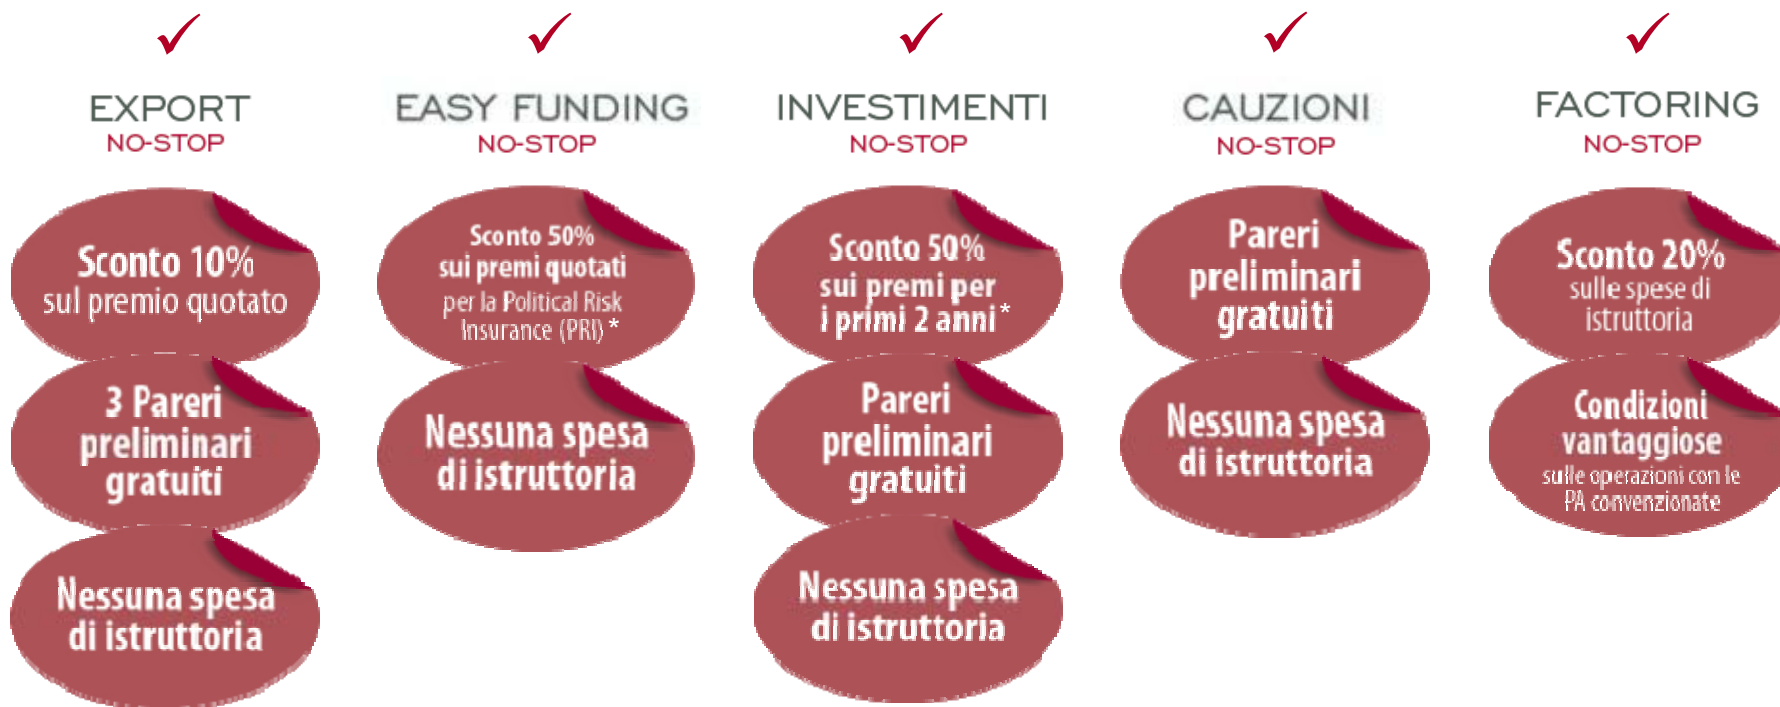 EXPORT
NO-STOP
Sconto 10%
sul premio quotato
3 Pareri
preliminari
gratuiti
Nessuna spesa
di istruttoria
EASY FUNDING
NO-STOP
Sconto 50%
sui premi quotati
per la Political Risk
Insurance (PRI) *
Nessuna spesa
di istruttoria
INVESTIMENTI
NO-STOP
Sconto 50%
sui premi per
i primi 2 anni *
Pareri
preliminari
gratuiti
Nessuna spesa
di istruttoria
CAUZIONI
NO-STOP
Pareri
preliminari
gratuiti
Nessuna spesa
di istruttoria
FACTORING
NO-STOP
Sconto 20%
sulle spese di
istruttoria
Condizioni
vantaggiose
sulle operazioni con le
PA convenzionate